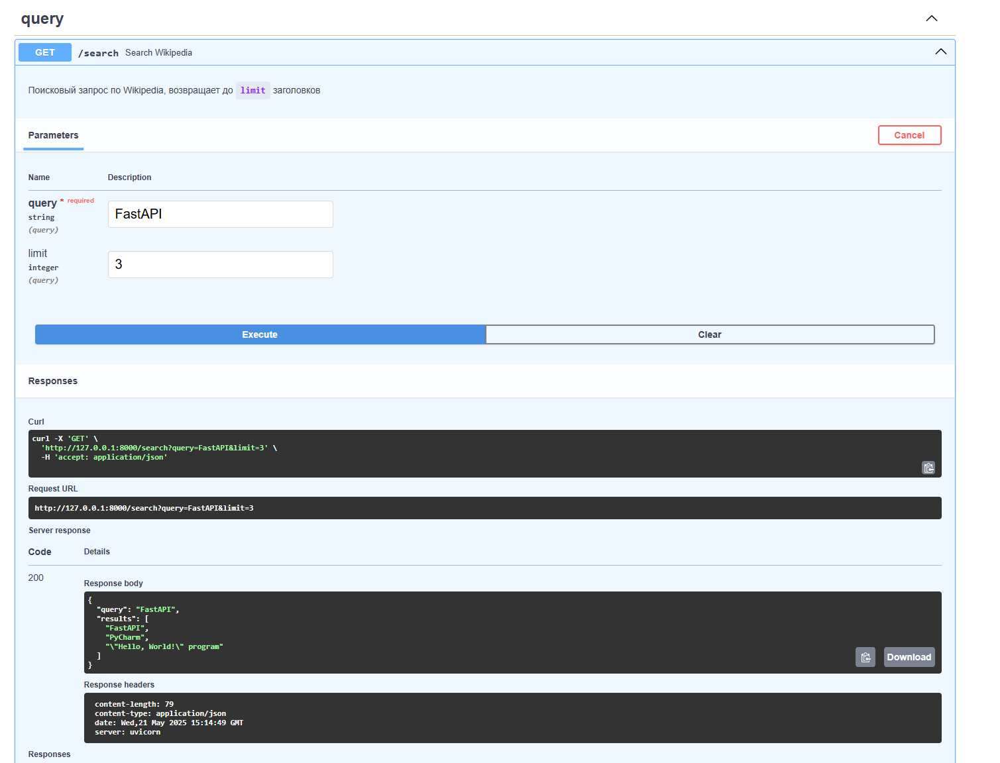 query
GET /search Search Wikipedia
Поисковый запрос по Wikipedia, возвращает до limit заголовков
Parameters
Cancel
Name Description
query * required
string
(query)
FastAPI
limit
integer
(query)
3
Execute
Clear
Responses
Curl
curl -X 'GET' \
  'http://127.0.0.1:8000/search?query=FastAPI&limit=3' \
  -H 'accept: application/json'
Request URL
http://127.0.0.1:8000/search?query=FastAPI&limit=3
Server response
Code Details
200
Response body
{
  "query": "FastAPI",
  "results": [
    "FastAPI",
    "PyCharm",
    "\"Hello, World!\" program"
  ]
}
Download
Response headers
content-length: 79
content-type: application/json
date: Wed,21 May 2025 15:14:49 GMT
server: uvicorn
Responses